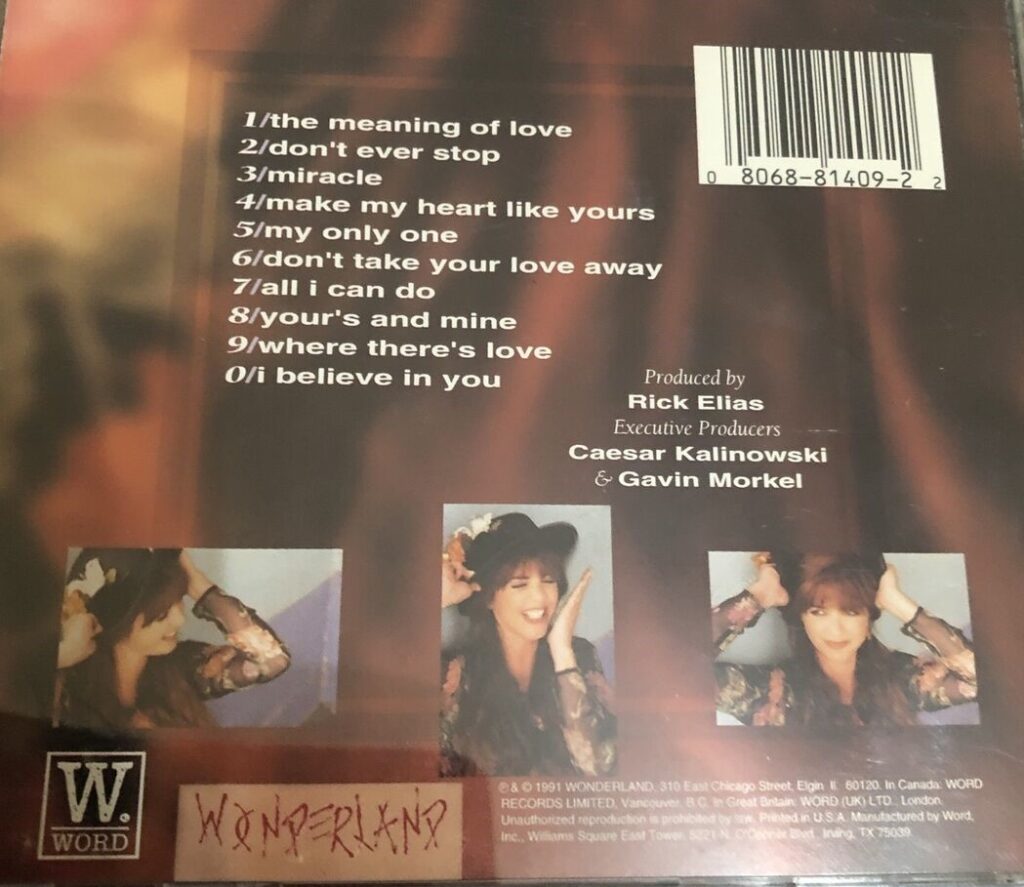 1/the meaning of love
2/don't ever stop
3/miracle
4/make my heart like yours
5/my only one
6/don't take your love away
7/all i can do
8/your's and mine
9/where there's love
0/i believe in you
0 8068-81409-2 2
Produced by
Rick Elias
Executive Producers
Caesar Kalinowski
& Gavin Morkel
W.
WORD
WONDERLAND
℗ & © 1991 WONDERLAND, 310 East Chicago Street, Elgin IL 60120. In Canada: WORD
RECORDS LIMITED, Vancouver, B.C. In Great Britain: WORD (UK) LTD., London.
Unauthorized reproduction is prohibited by law. Printed in U.S.A. Manufactured by Word,
Inc., Williams Square East Tower, 5221 N. O'Connor Blvd., Irving, TX 75039.